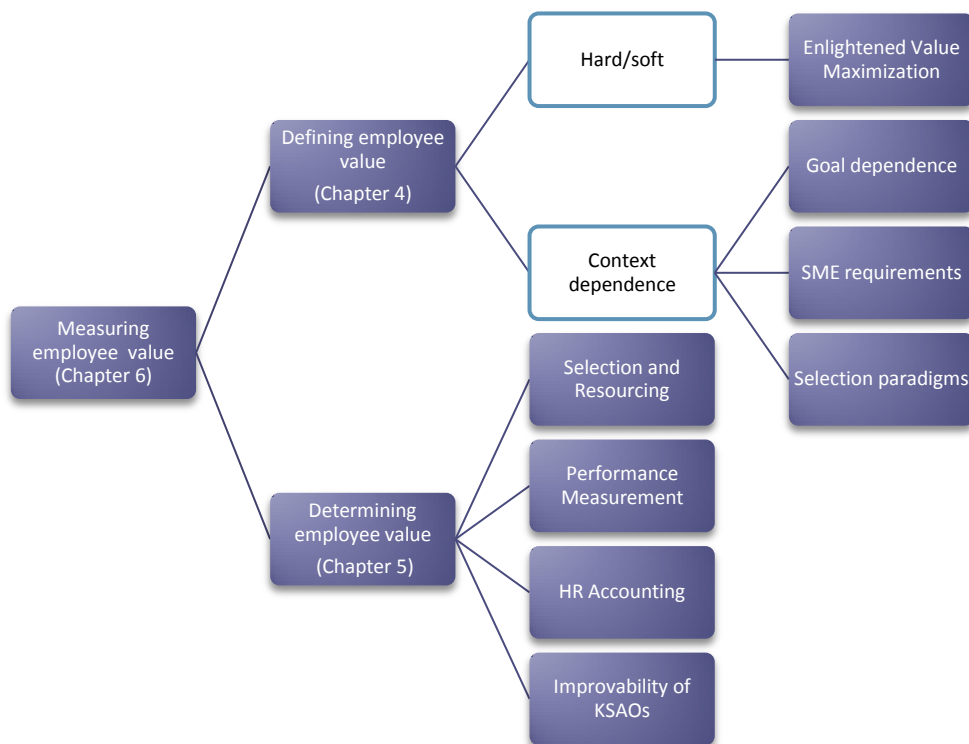 Measuring
employee value
(Chapter 6)
Defining employee
value
(Chapter 4)
Hard/soft
Enlightened Value
Maximization
Context
dependence
Goal dependence
SME requirements
Selection paradigms
Determining
employee value
(Chapter 5)
Selection and
Resourcing
Performance
Measurement
HR Accounting
Improvability of
KSAOs